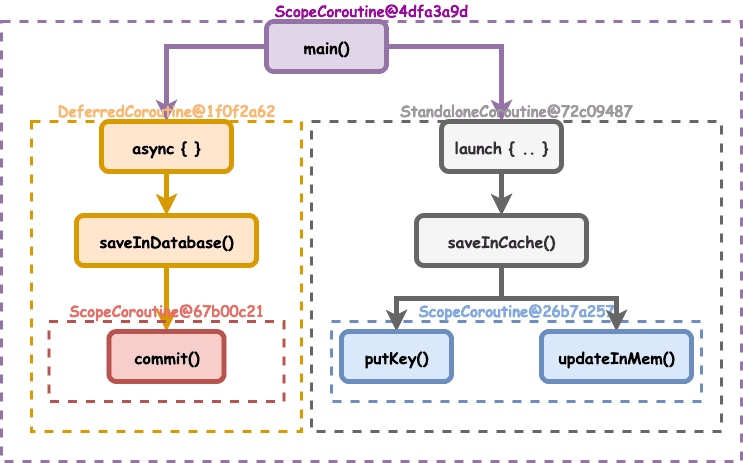 ScopeCoroutine@4dfa3a9d
main()
DeferredCoroutine@1f0f2a62
StandaloneCoroutine@72c09487
async { }
launch { .. }
saveInDatabase()
saveInCache()
ScopeCoroutine@67b00c21
ScopeCoroutine@26b7a257
commit()
putKey()
updateInMem()